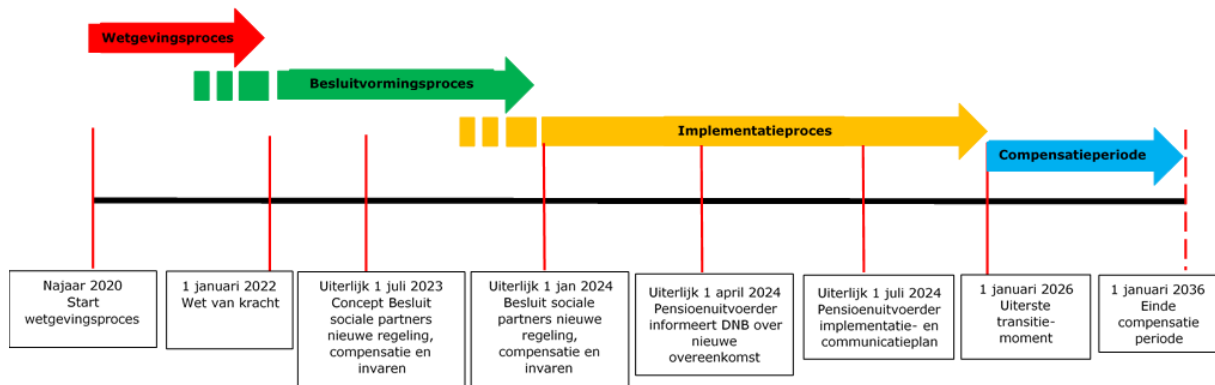 Wetgevingsproces
Besluitvormingsproces
Implementatieproces
Compensatieperiode
Najaar 2020
Start
wetgevingsproces
1 januari 2022
Wet van kracht
Uiterlijk 1 juli 2023
Concept Besluit
sociale partners
nieuwe regeling,
compensatie en
invaren
Uiterlijk 1 jan 2024
Besluit sociale
partners nieuwe
regeling,
compensatie en
invaren
Uiterlijk 1 april 2024
Pensioenuitvoerder
informeert DNB over
nieuwe
overeenkomst
Uiterlijk 1 juli 2024
Pensioenuitvoerder
implementatie- en
communicatieplan
1 januari 2026
Uiterste
transitie-
moment
1 januari 2036
Einde
compensatie
periode